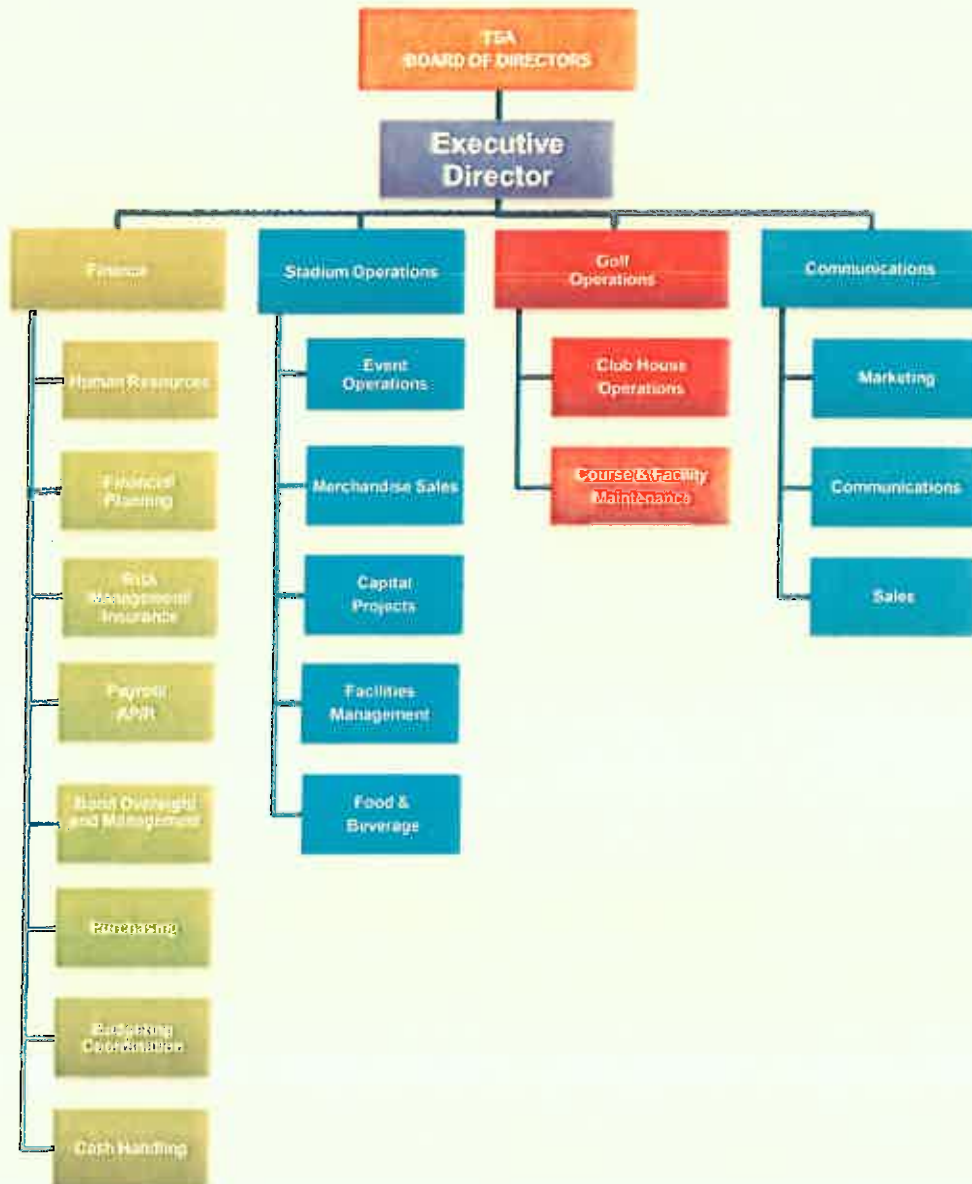 TSA
BOARD OF DIRECTORS
Executive
Director
Finance
Stadium Operations
Golf
Operations
Communications
Human Resources
Event
Operations
Club House
Operations
Marketing
Financial
Planning
Merchandise Sales
Course & Facility
Maintenance
Communications
Risk
Management/
Insurance
Capital
Projects
Sales
Payroll
AP/R
Facilities
Management
Bond Oversight
and Management
Food &
Beverage
Budgeting
Coordination
Cash Handling